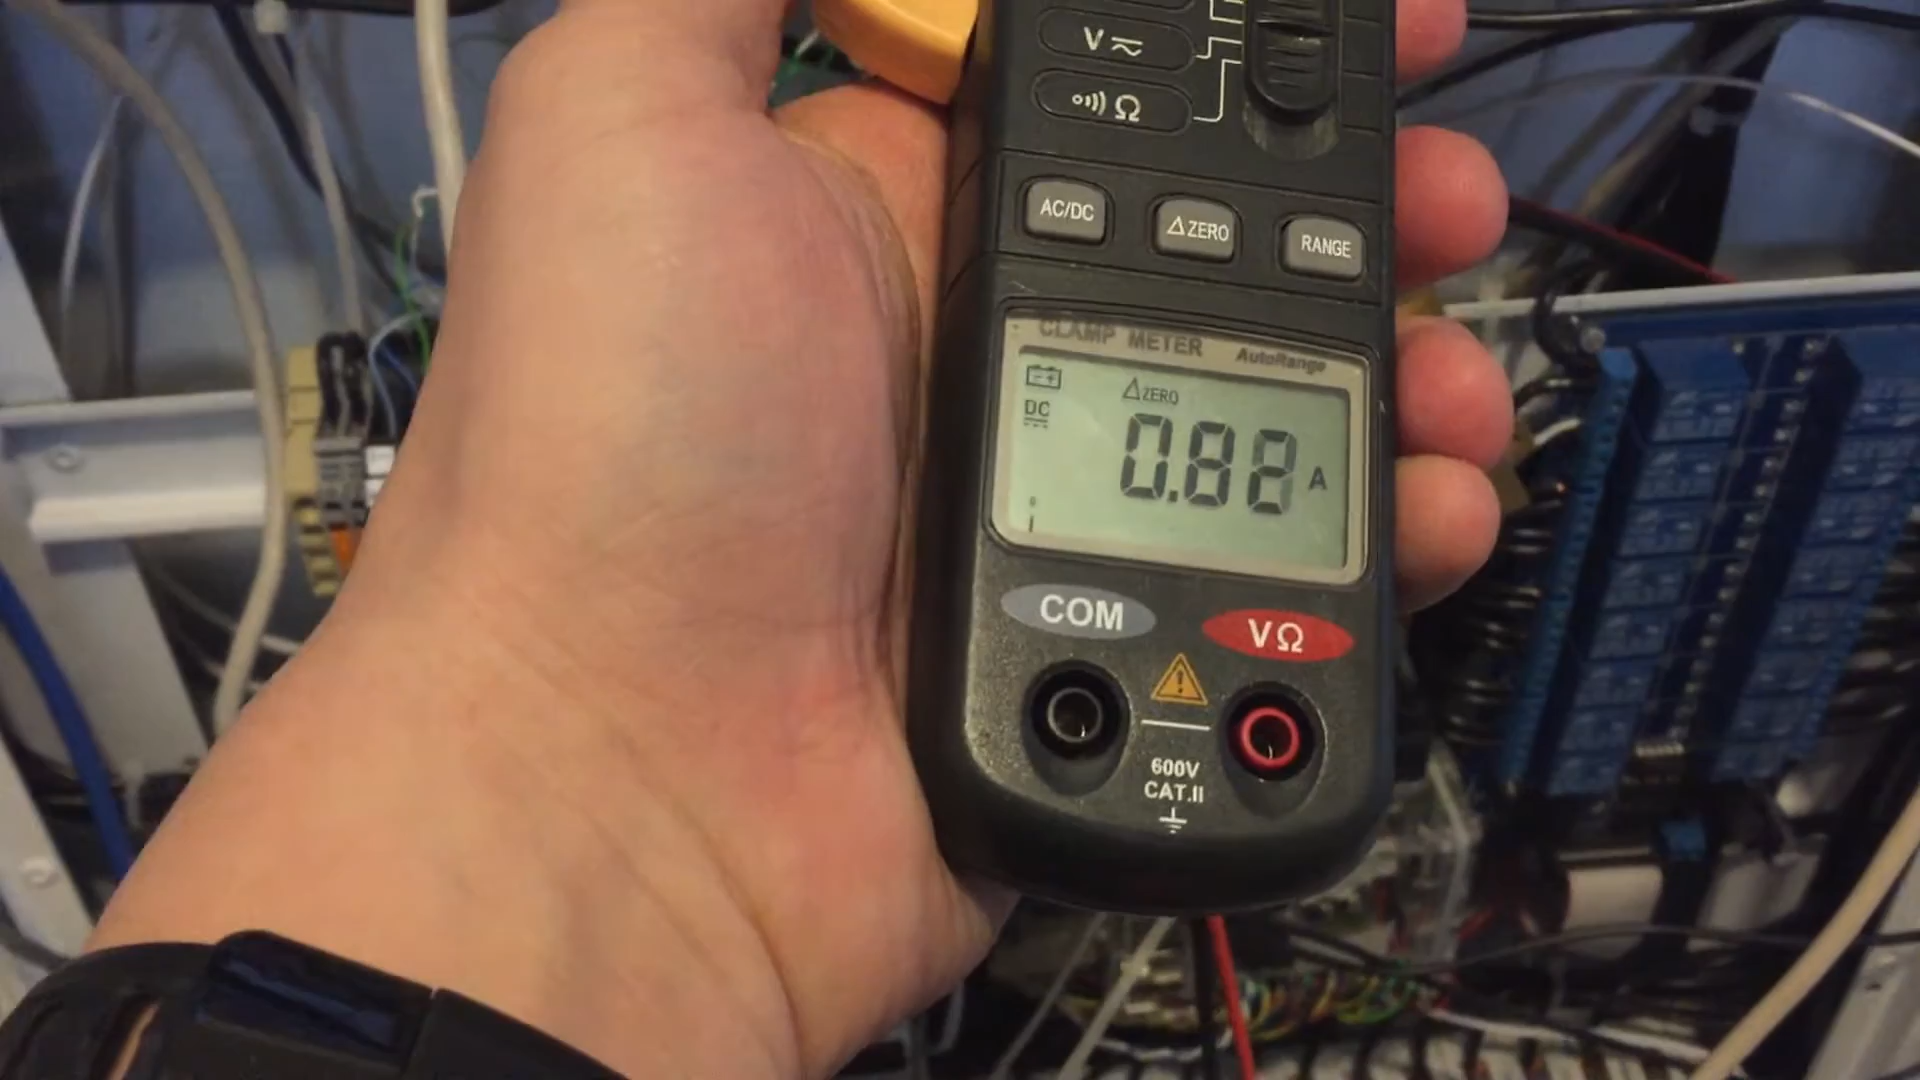 V
Ω
AC/DC
ΔZERO
RANGE
CLAMP METER AutoRange
DC
ΔZERO
0.82 A
COM
VΩ
600V
CAT.II